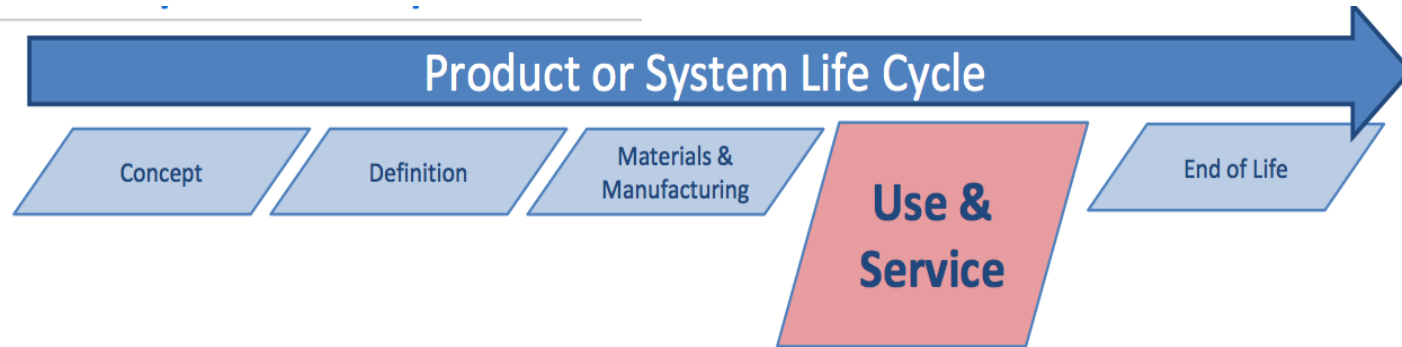 Product or System Life Cycle
Concept
Definition
Materials &
Manufacturing
Use &
Service
End of Life